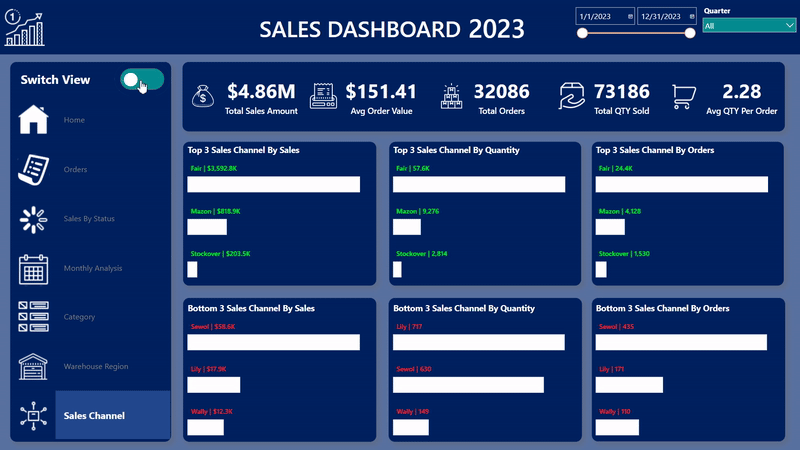 1
SALES DASHBOARD 2023
1/1/2023
12/31/2023
Quarter
All
Switch View
Home
Orders
Sales By Status
Monthly Analysis
Category
Warehouse Region
Sales Channel
$4.86M
Total Sales Amount
$151.41
Avg Order Value
32086
Total Orders
73186
Total QTY Sold
2.28
Avg QTY Per Order
Top 3 Sales Channel By Sales
Fair | $3,592.8K
Mazon | $818.9K
Stockover | $203.5K
Top 3 Sales Channel By Quantity
Fair | 57.6K
Mazon | 9,276
Stockover | 2,814
Top 3 Sales Channel By Orders
Fair | 24.4K
Mazon | 4,128
Stockover | 1,530
Bottom 3 Sales Channel By Sales
Sewol | $58.6K
Lily | $17.9K
Wally | $12.3K
Bottom 3 Sales Channel By Quantity
Lily | 717
Sewol | 630
Wally | 149
Bottom 3 Sales Channel By Orders
Sewol | 435
Lily | 171
Wally | 110